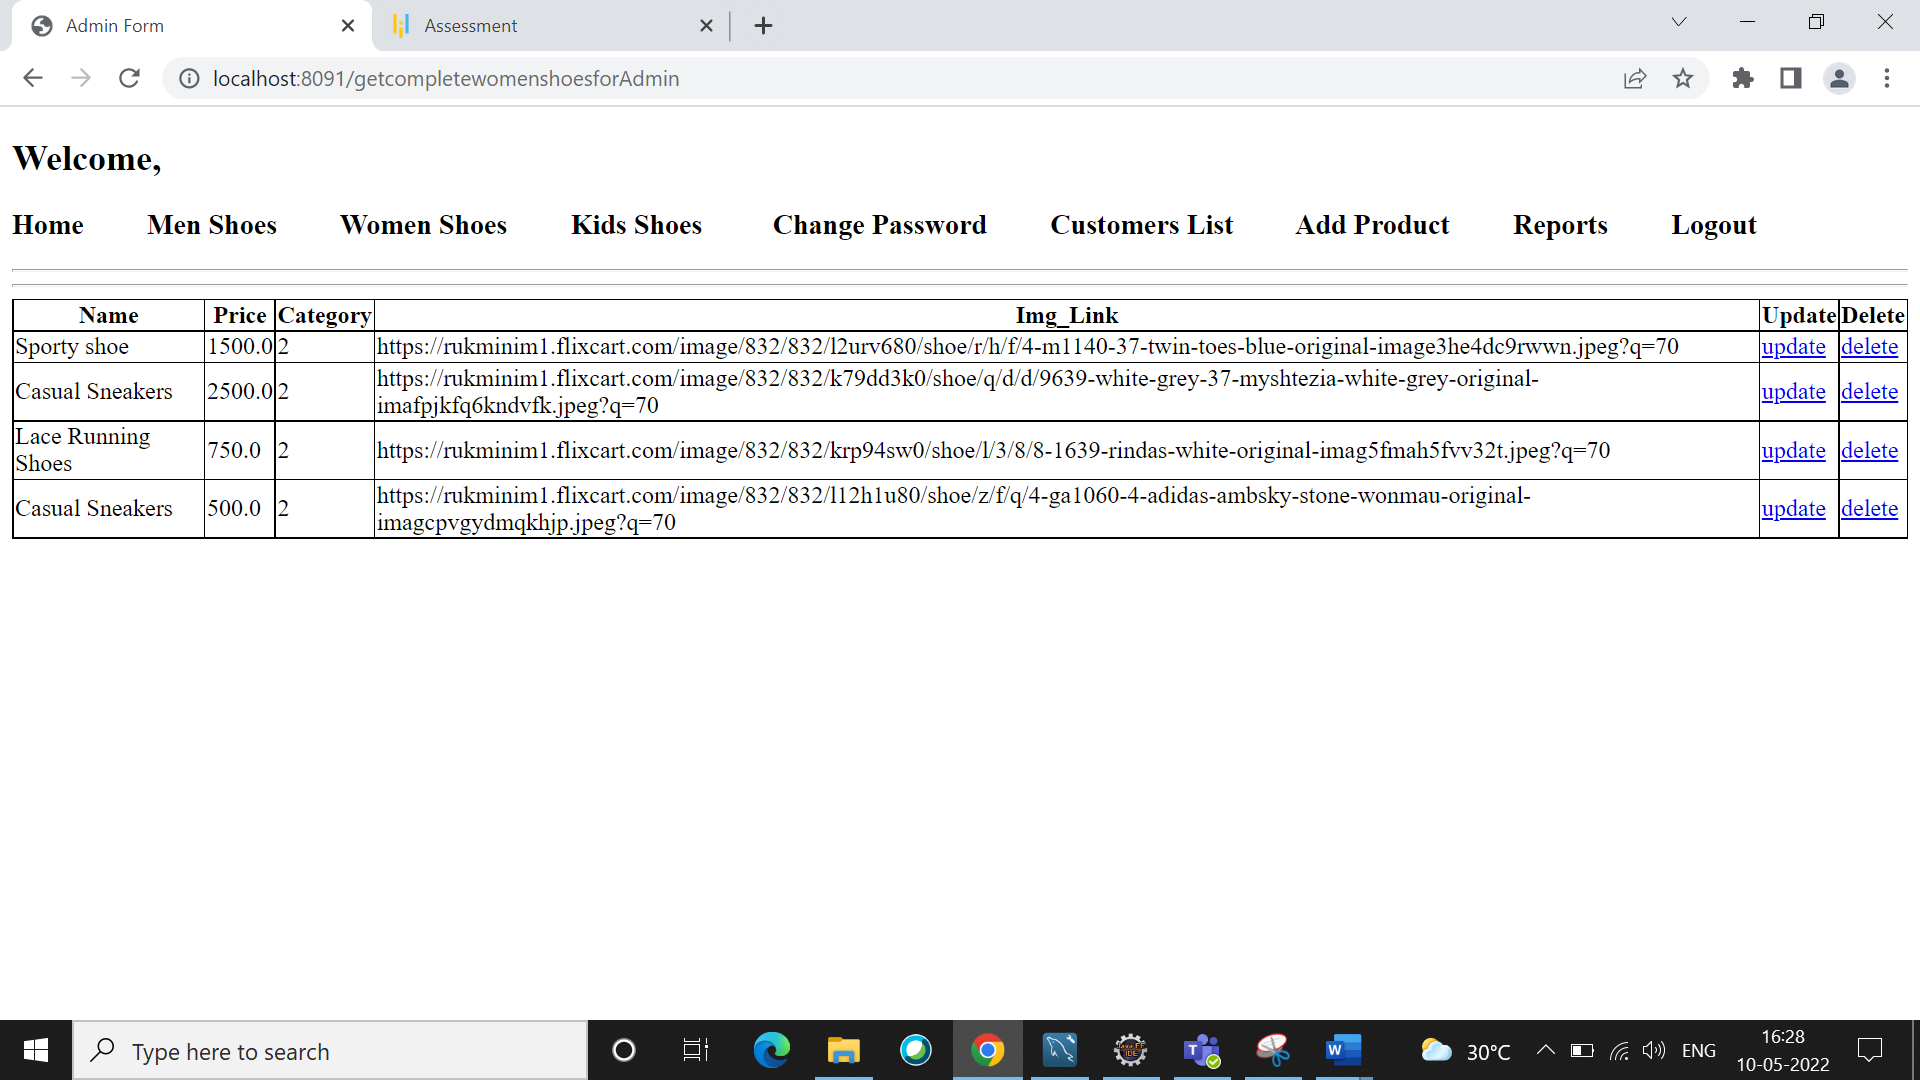 Admin Form
Assessment
localhost:8091/getcompletewomenshoesforAdmin
Welcome,
Home Men Shoes Women Shoes Kids Shoes Change Password Customers List Add Product Reports Logout
Name Price Category Img_Link Update Delete
Sporty shoe 1500.0 2 https://rukminim1.flixcart.com/image/832/832/l2urv680/shoe/r/h/f/4-m1140-37-twin-toes-blue-original-image3he4dc9rwwn.jpeg?q=70 update delete
Casual Sneakers 2500.0 2 https://rukminim1.flixcart.com/image/832/832/k79dd3k0/shoe/q/d/d/9639-white-grey-37-myshtezia-white-grey-original-
imafpjkfq6kndvfk.jpeg?q=70 update delete
Lace Running
Shoes 750.0 2 https://rukminim1.flixcart.com/image/832/832/krp94sw0/shoe/l/3/8/8-1639-rindas-white-original-imag5fmah5fvv32t.jpeg?q=70 update delete
Casual Sneakers 500.0 2 https://rukminim1.flixcart.com/image/832/832/l12h1u80/shoe/z/f/q/4-ga1060-4-adidas-ambsky-stone-wonmau-original-
imagcpvgydmqkhjp.jpeg?q=70 update delete
Type here to search
Java EE
IDE
T
W
30°C
ENG
16:28
10-05-2022